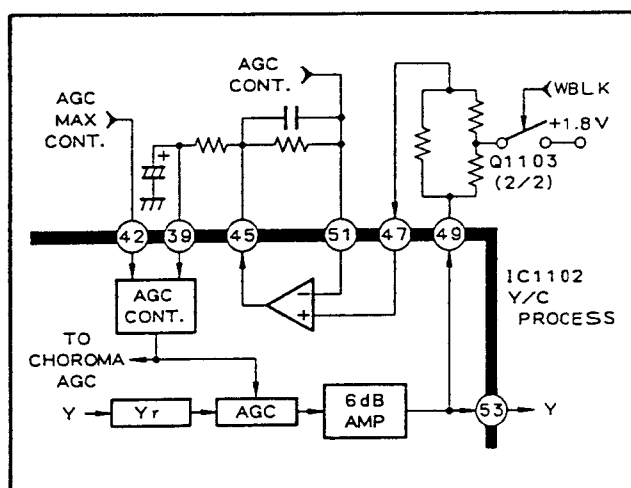 AGC
CONT.
AGC
MAX
CONT.
WBLK
+
+1.8V
Q1103
(2/2)
42
39
45
51
47
49
AGC
CONT.
−
+
IC1102
Y/C
PROCESS
TO
CHOROMA
AGC
Y
Yr
AGC
6dB
AMP
53
Y